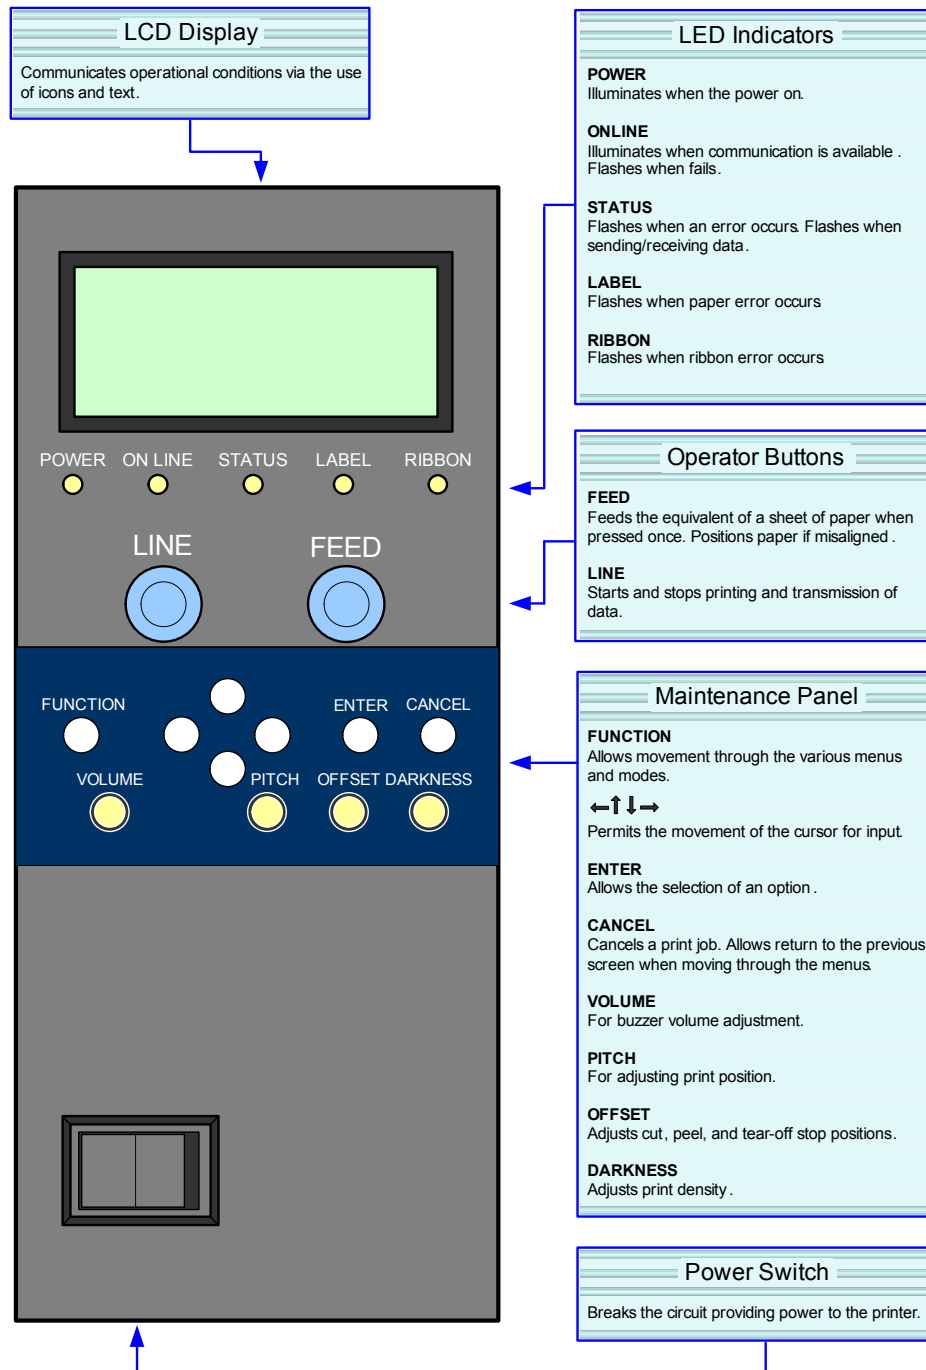 LCD Display
Communicates operational conditions via the use
of icons and text.
POWER ON LINE STATUS LABEL RIBBON
LINE FEED
FUNCTION ENTER CANCEL
VOLUME PITCH OFFSET DARKNESS
LED Indicators
POWER
Illuminates when the power on.
ONLINE
Illuminates when communication is available .
Flashes when fails.
STATUS
Flashes when an error occurs. Flashes when
sending/receiving data.
LABEL
Flashes when paper error occurs.
RIBBON
Flashes when ribbon error occurs.
Operator Buttons
FEED
Feeds the equivalent of a sheet of paper when
pressed once. Positions paper if misaligned .
LINE
Starts and stops printing and transmission of
data.
Maintenance Panel
FUNCTION
Allows movement through the various menus
and modes.
←↑↓→
Permits the movement of the cursor for input.
ENTER
Allows the selection of an option .
CANCEL
Cancels a print job. Allows return to the previous
screen when moving through the menus.
VOLUME
For buzzer volume adjustment.
PITCH
For adjusting print position.
OFFSET
Adjusts cut, peel, and tear-off stop positions.
DARKNESS
Adjusts print density .
Power Switch
Breaks the circuit providing power to the printer.